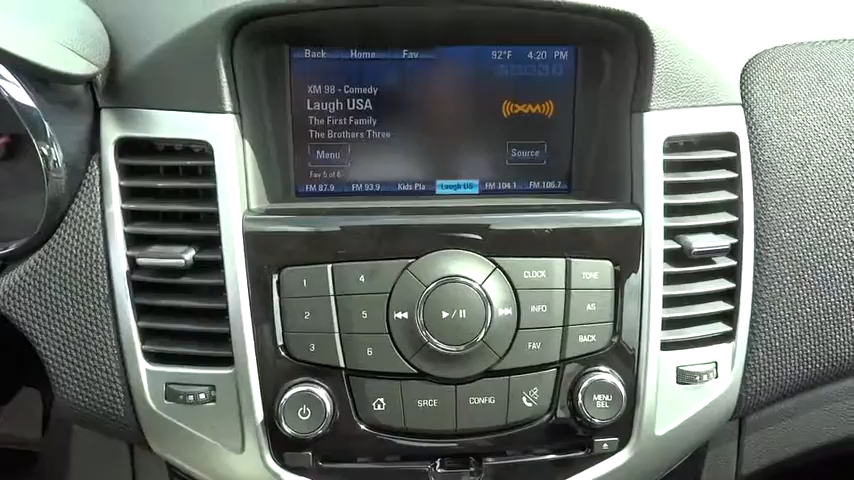 Back Home Fav 92°F 4:20 PM
XM 98 - Comedy
Laugh USA
The First Family
The Brothers Three
XM
Menu
Source
Fav 5 of 6
FM 87.9 FM 93.9 Kids Pla Laugh US FM 104.1 FM 106.7
1 4 CLOCK TONE
2 5 INFO AS
3 6 FAV BACK
SRCE CONFIG
MENU
SEL